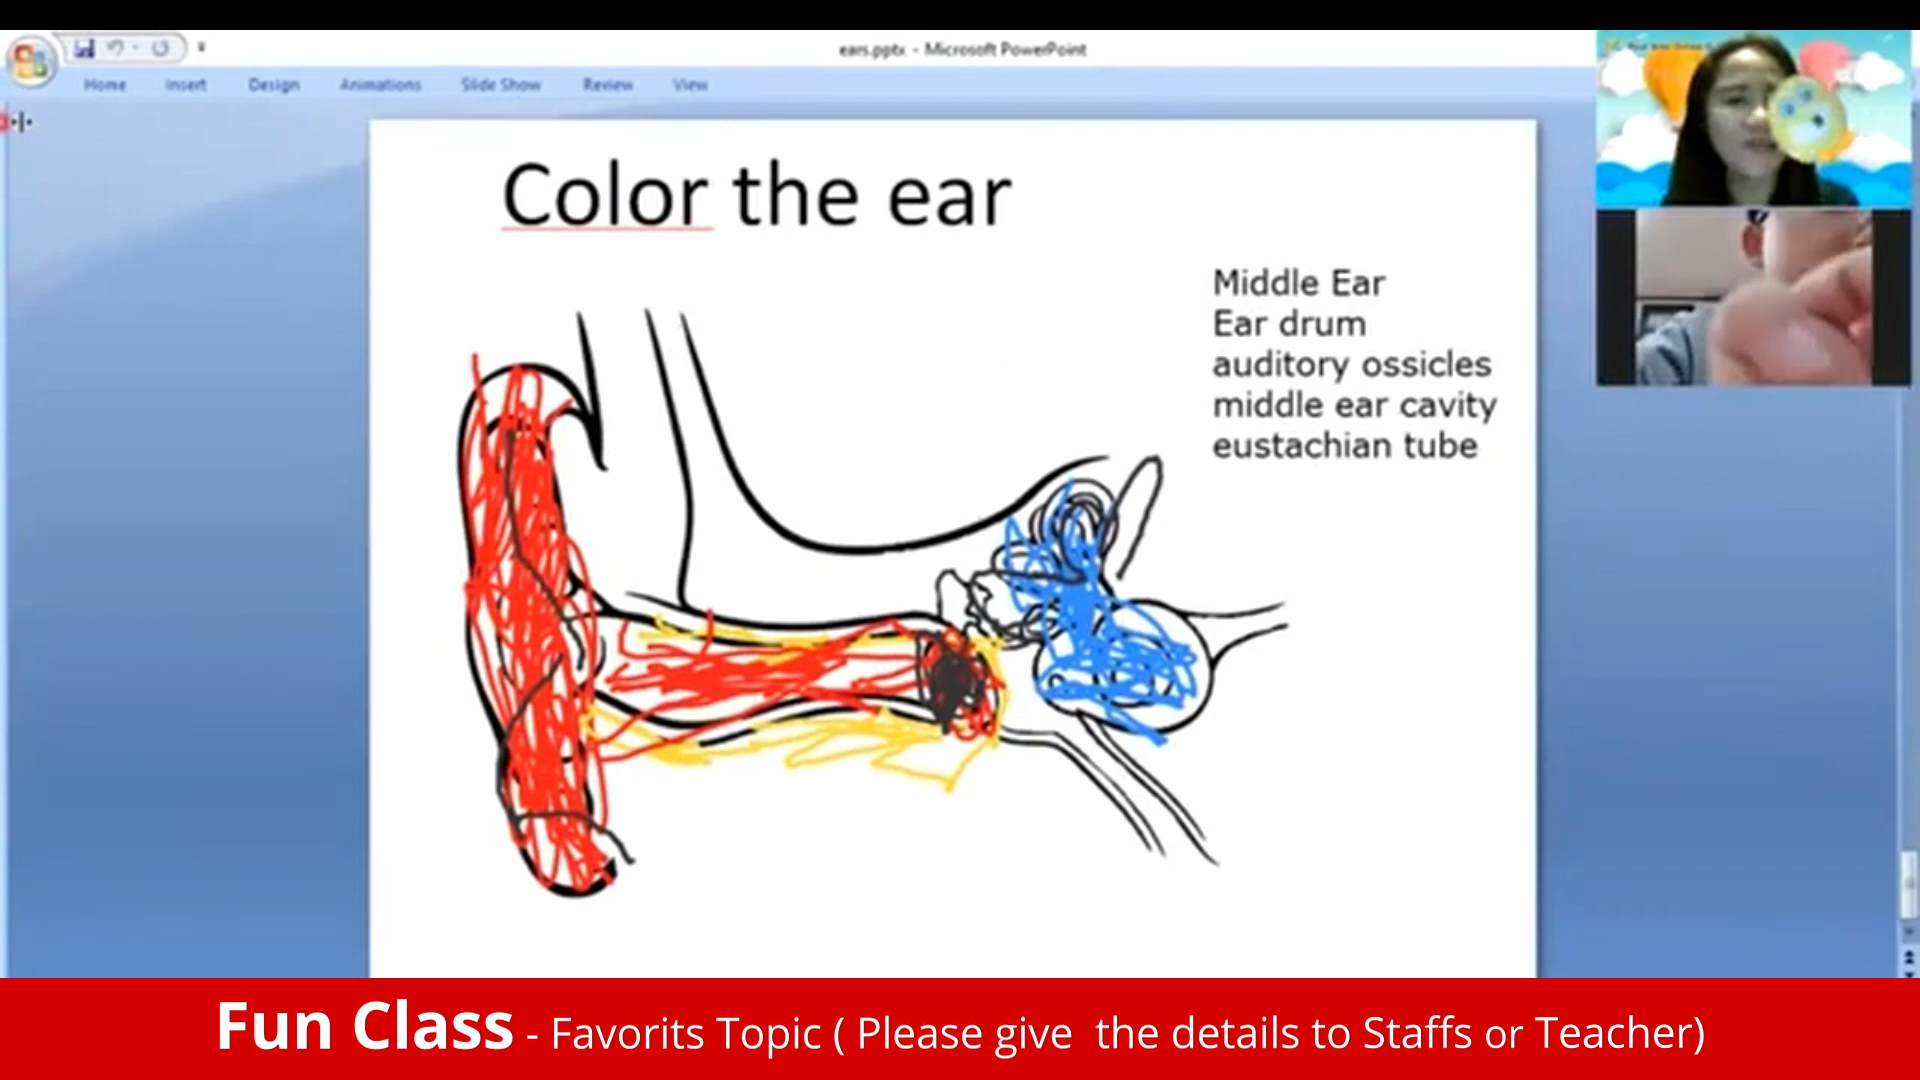 ears.pptx - Microsoft PowerPoint
Home Insert Design Animations Slide Show Review View
Color the ear
Middle Ear
Ear drum
auditory ossicles
middle ear cavity
eustachian tube
Fun Class - Favorits Topic ( Please give the details to Staffs or Teacher)